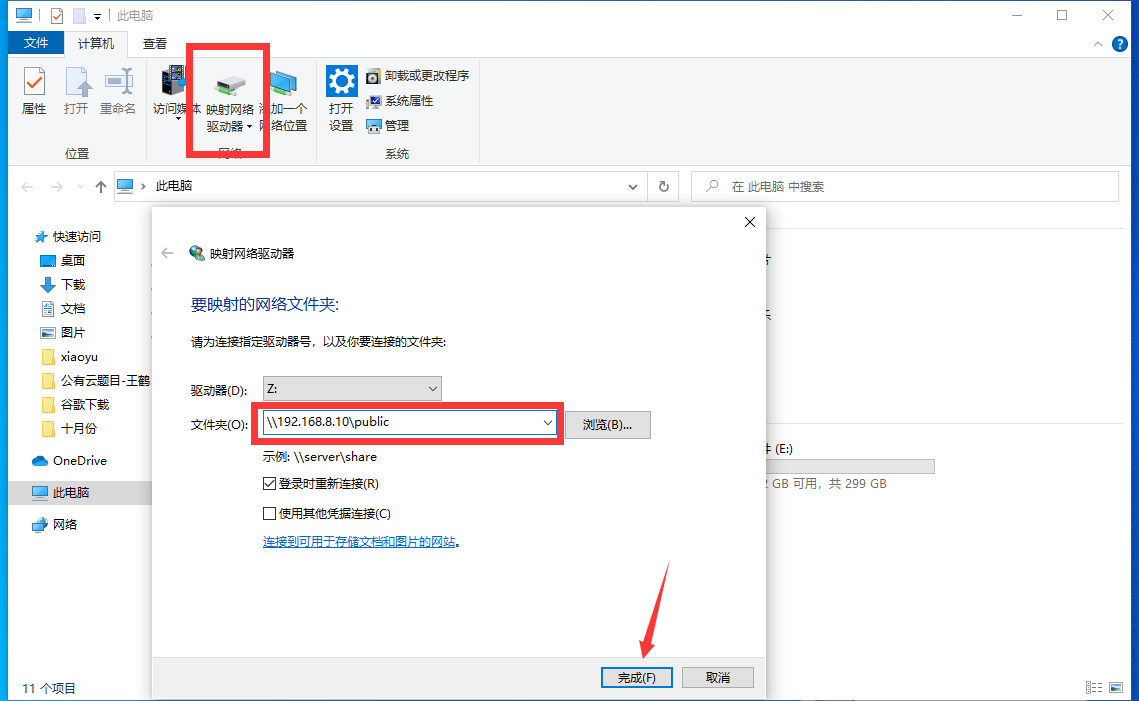 此电脑
文件 计算机 查看
属性 打开 重命名
位置
访问媒体
映射网络
驱动器
添加一个
网络位置
网络
打开
设置
卸载或更改程序
系统属性
管理
系统
此电脑
在 此电脑 中搜索
快速访问
桌面
下载
文档
图片
xiaoyu
公有云题目-王鹤
谷歌下载
十月份
OneDrive
此电脑
网络
映射网络驱动器
要映射的网络文件夹:
请为连接指定驱动器号，以及你要连接的文件夹:
驱动器(D): Z:
文件夹(O): \\192.168.8.10\public 浏览(B)...
示例: \\server\share
登录时重新连接(R)
使用其他凭据连接(C)
连接到可用于存储文档和图片的网站。
完成(F) 取消
片
乐
件 (E:)
2 GB 可用，共 299 GB
11 个项目